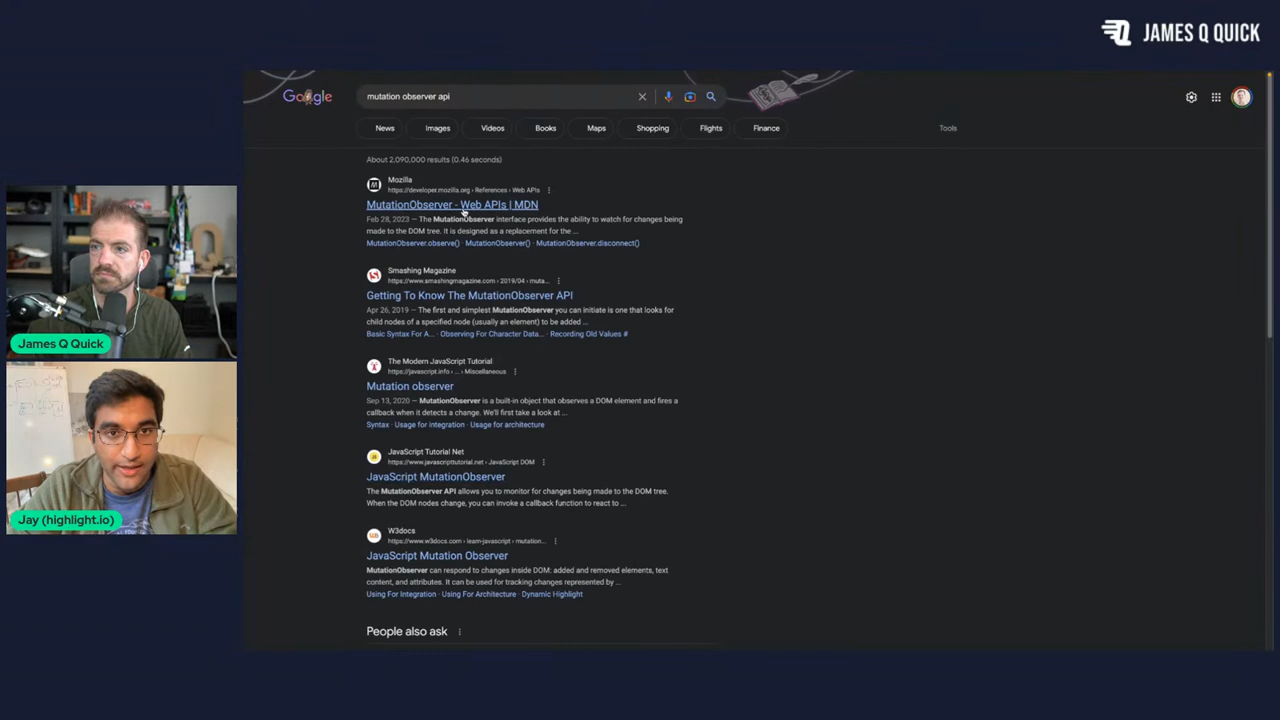 JAMES Q QUICK
Google
mutation observer api
News
Images
Videos
Books
Maps
Shopping
Flights
Finance
Tools
About 2,090,000 results (0.46 seconds)
Mozilla
https://developer.mozilla.org › References › Web APIs
MutationObserver - Web APIs | MDN
Feb 28, 2023 — The MutationObserver interface provides the ability to watch for changes being
made to the DOM tree. It is designed as a replacement for the ...
MutationObserver.observe() · MutationObserver() · MutationObserver.disconnect()
Smashing Magazine
https://www.smashingmagazine.com › 2019/04 › muta...
Getting To Know The MutationObserver API
Apr 26, 2019 — The first and simplest MutationObserver you can initiate is one that looks for
child nodes of a specified node (usually an element) to be added ...
Basic Syntax For A... · Observing For Character Data... · Recording Old Values #
The Modern JavaScript Tutorial
https://javascript.info › ... › Miscellaneous
Mutation observer
Sep 13, 2020 — MutationObserver is a built-in object that observes a DOM element and fires a
callback when it detects a change. We'll first take a look at ...
Syntax · Usage for integration · Usage for architecture
JavaScript Tutorial Net
https://www.javascripttutorial.net › JavaScript DOM
JavaScript MutationObserver
The MutationObserver API allows you to monitor for changes being made to the DOM tree.
When the DOM nodes change, you can invoke a callback function to react to ...
W3docs
https://www.w3docs.com › learn-javascript › mutation...
JavaScript Mutation Observer
MutationObserver can respond to changes inside DOM: added and removed elements, text
content, and attributes. It can be used for tracking changes represented by ...
Using For Integration · Using For Architecture · Dynamic Highlight
People also ask
James Q Quick
Jay (highlight.io)